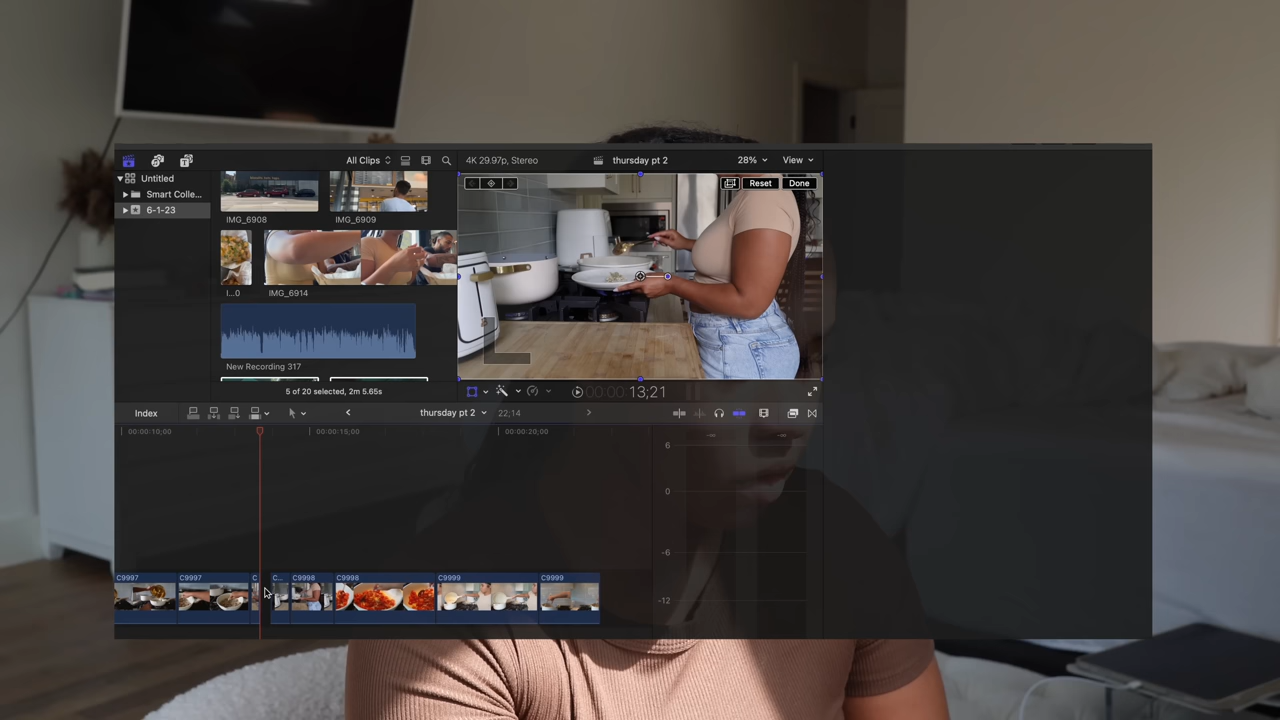 All Clips
4K 29.97p, Stereo
thursday pt 2
28%
View
Untitled
Smart Colle...
6-1-23
Reset
Done
IMG_6908
IMG_6909
I...0
IMG_6914
New Recording 317
5 of 20 selected, 2m 5.65s
00:00 13;21
Index
thursday pt 2
22;14
00:00:10;00
00:00:15;00
00:00:20;00
-∞
-∞
6
0
-6
-12
C9997
C9997
C
C...
C9998
C9998
C9999
C9999